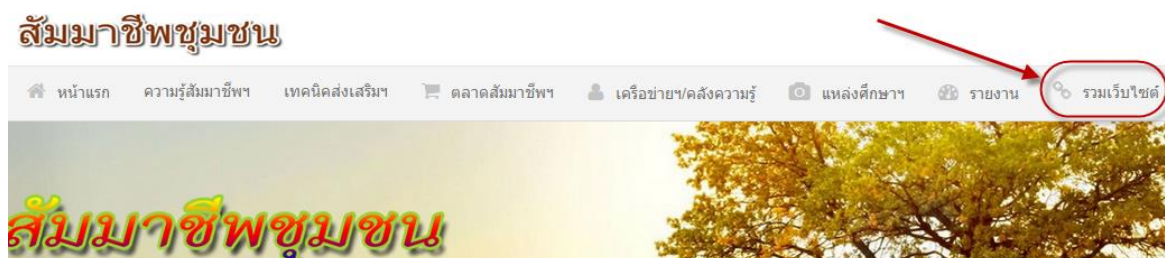 สัมมาชีพชุมชน
หน้าแรก ความรู้สัมมาชีพฯ เทคนิคส่งเสริมฯ ตลาดสัมมาชีพฯ เครือข่ายฯ/คลังความรู้ แหล่งศึกษาฯ รายงาน รวมเว็บไซต์
สัมมาชีพชุมชน